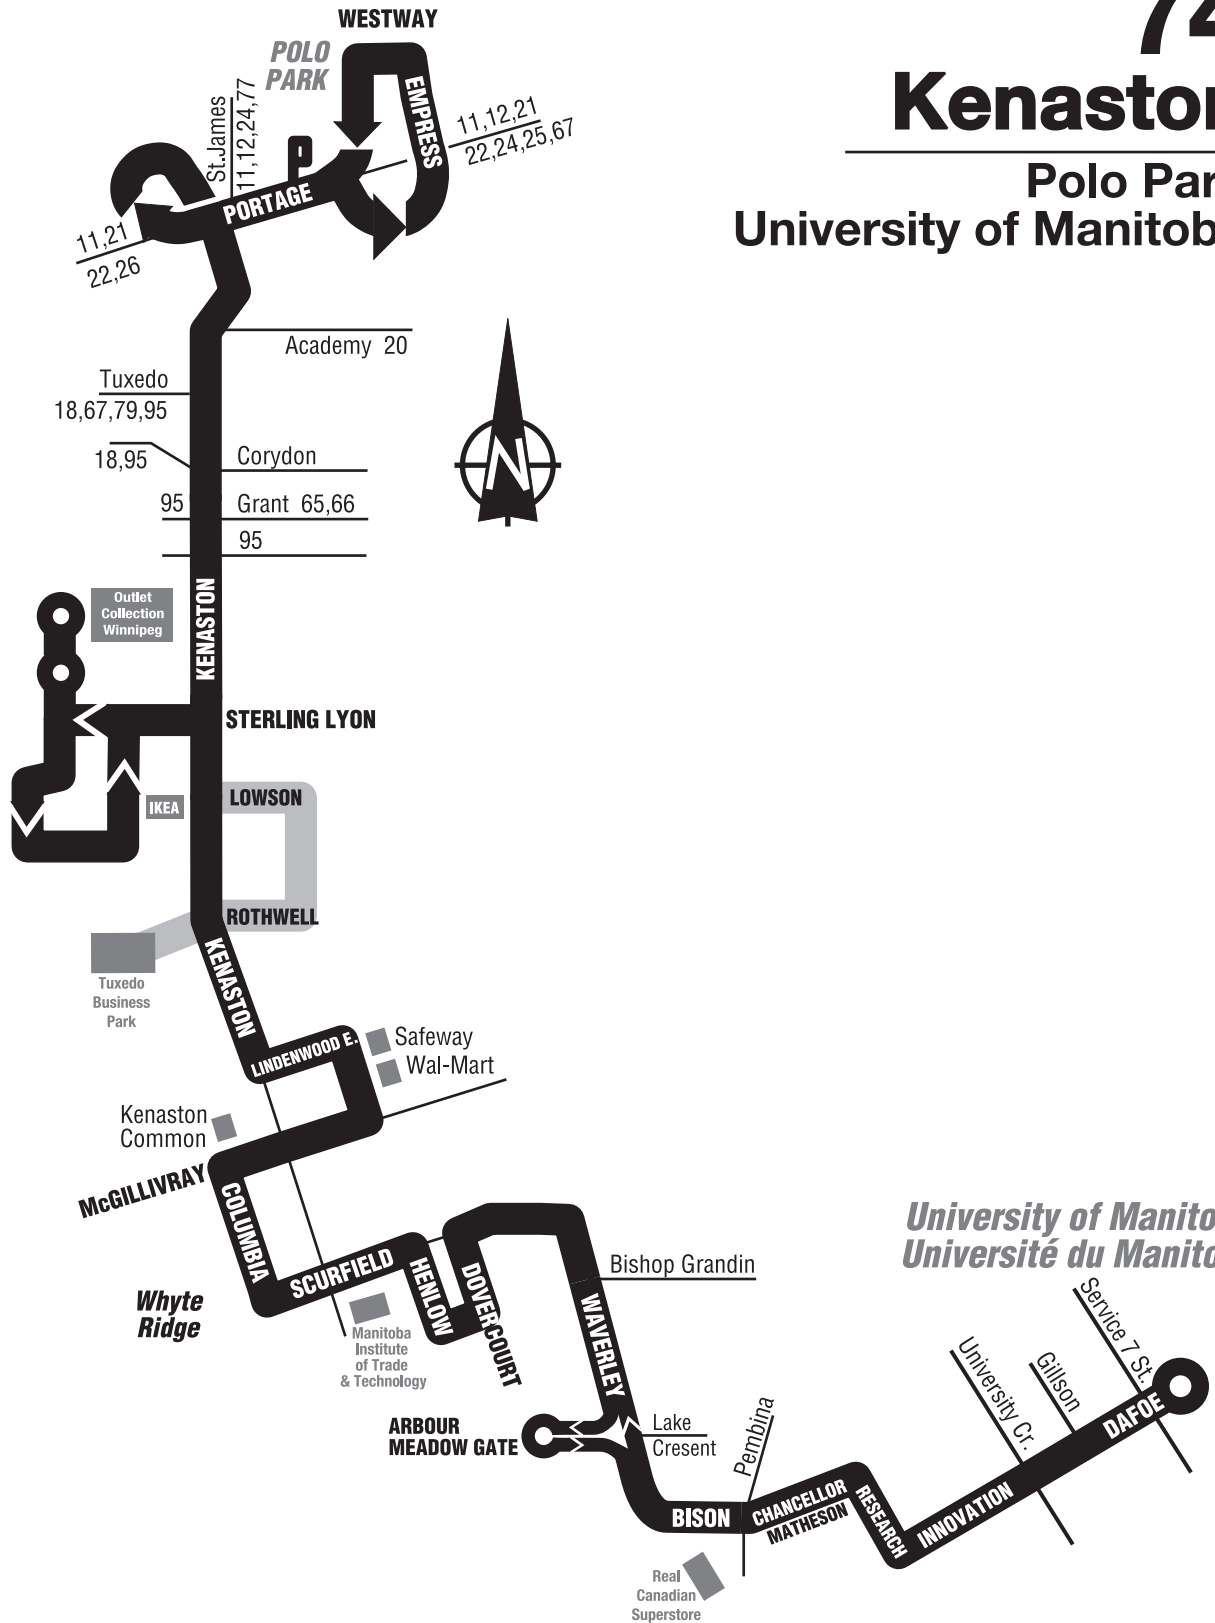 74
Kenaston
Polo Par
University of Manitob
WESTWAY
POLO
PARK
EMPRESS
St.James
11,12,24,77
P
11,12,21
22,24,25,67
PORTAGE
11,21
22,26
Academy 20
Tuxedo
18,67,79,95
18,95
Corydon
95
Grant 65,66
95
N
KENASTON
Outlet
Collection
Winnipeg
STERLING LYON
IKEA
LOWSON
ROTHWELL
KENASTON
Tuxedo
Business
Park
LINDENWOOD E.
Safeway
Wal-Mart
Kenaston
Common
McGILLIVRAY
COLUMBIA
SCURFIELD
HENLOW
DOVERCOURT
Whyte
Ridge
Manitoba
Institute
of Trade
& Technology
Bishop Grandin
WAVERLEY
University of Manito
Université du Manito
ARBOUR
MEADOW GATE
Lake
Cresent
Pembina
BISON
CHANCELLOR
MATHESON
RESEARCH
INNOVATION
University Cr.
Gillson
Service 7 St.
DAFOE
Real
Canadian
Superstore